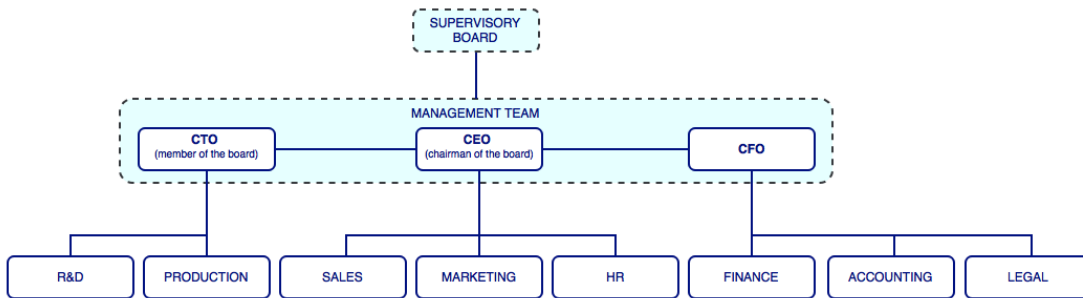 SUPERVISORY
BOARD
MANAGEMENT TEAM
CTO
(member of the board)
CEO
(chairman of the board)
CFO
R&D
PRODUCTION
SALES
MARKETING
HR
FINANCE
ACCOUNTING
LEGAL